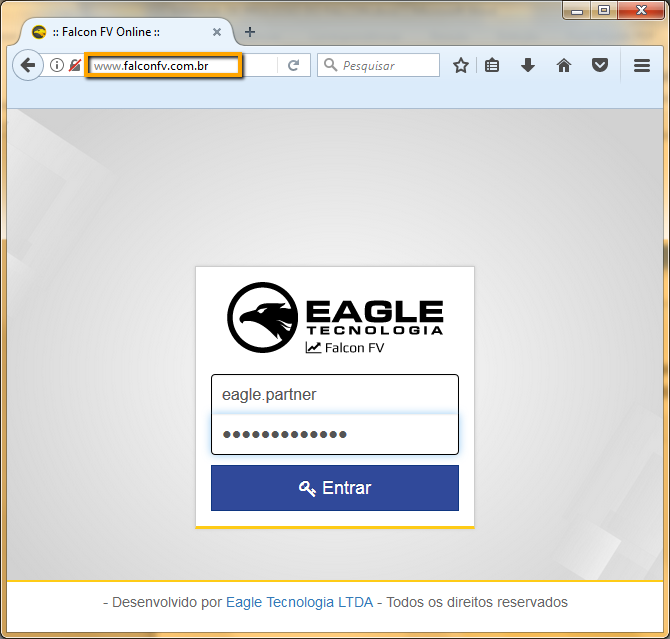 :: Falcon FV Online ::
www.falconfv.com.br
Pesquisar
EAGLE
TECNOLOGIA
Falcon FV
eagle.partner
•••••••••••••
Entrar
- Desenvolvido por Eagle Tecnologia LTDA - Todos os direitos reservados